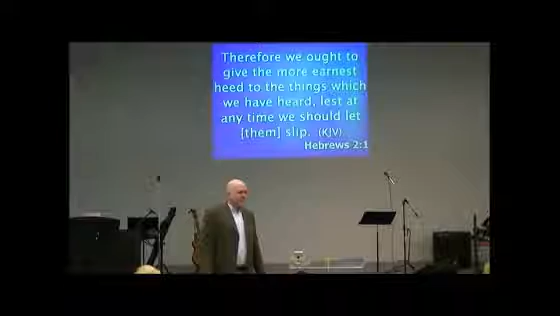 Therefore we ought to
give the more earnest
heed to the things which
we have heard, lest at
any time we should let
[them] slip. (KJV)
Hebrews 2:1